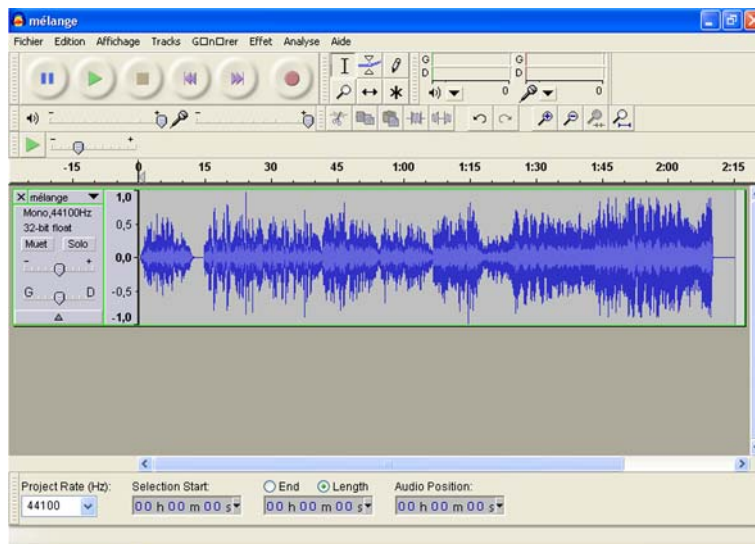 mélange
Fichier Edition Affichage Tracks G□n□rer Effet Analyse Aide
G G
D D
0 0
-15 0 15 30 45 1:00 1:15 1:30 1:45 2:00 2:15
mélange
Mono,44100Hz
32-bit float
Muet Solo
- +
G D
1,0
0,5
0,0
-0,5
-1,0
Project Rate (Hz): Selection Start: End Length Audio Position:
44100 00 h 00 m 00 s 00 h 00 m 00 s 00 h 00 m 00 s